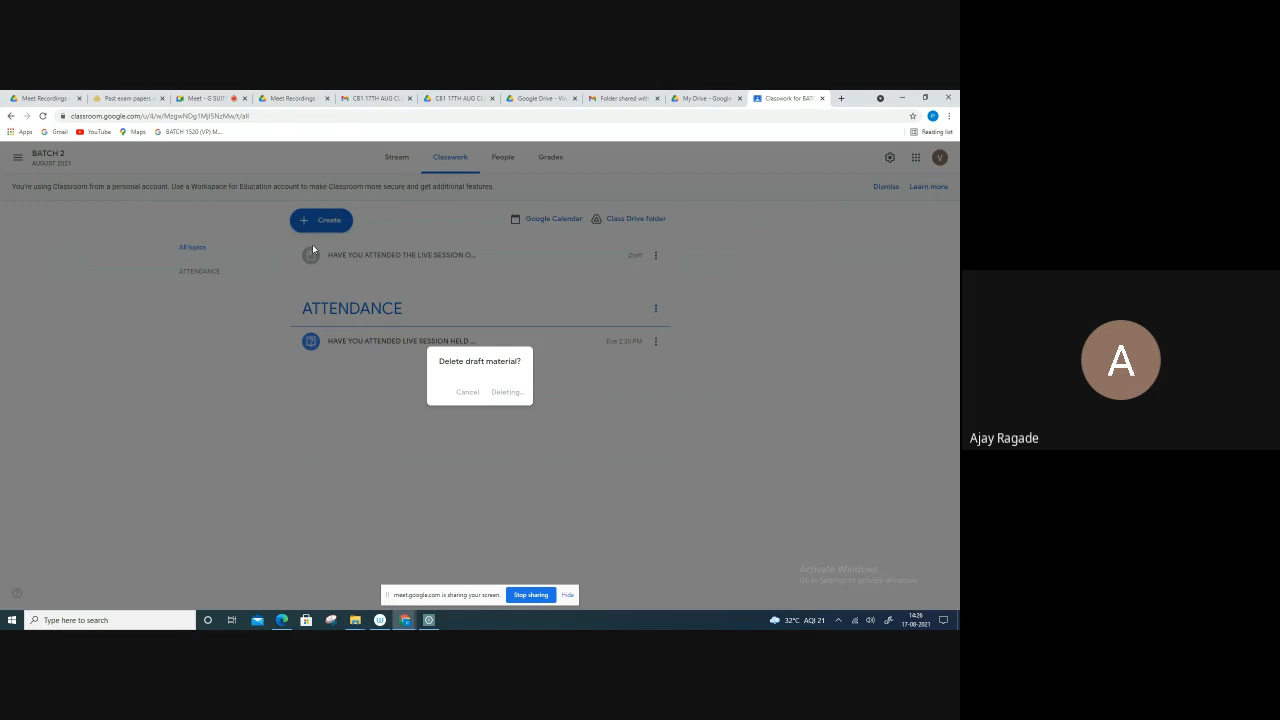 Meet Recordings -
Past exam papers -
Meet - G SUIT
Meet Recordings -
CB1 17TH AUG CL
CB1 17TH AUG CL
Google Drive - Vir
Folder shared with
My Drive - Google
Classwork for BATC
classroom.google.com/u/4/w/MzgwNDg1MjI5NzMw/t/all
Apps
Gmail
YouTube
Maps
BATCH 1520 (VP) M...
Reading list
BATCH 2
AUGUST 2021
Stream
Classwork
People
Grades
V
You're using Classroom from a personal account. Use a Workspace for Education account to make Classroom more secure and get additional features.
Dismiss
Learn more
Create
Google Calendar
Class Drive folder
All topics
ATTENDANCE
HAVE YOU ATTENDED THE LIVE SESSION O...
Draft
ATTENDANCE
HAVE YOU ATTENDED LIVE SESSION HELD ...
Due 2:30 PM
Delete draft material?
Cancel
Deleting...
A
Ajay Ragade
Activate Windows
Go to Settings to activate Windows.
meet.google.com is sharing your screen.
Stop sharing
Hide
Type here to search
32°C AQI 21
14:26
17-08-2021